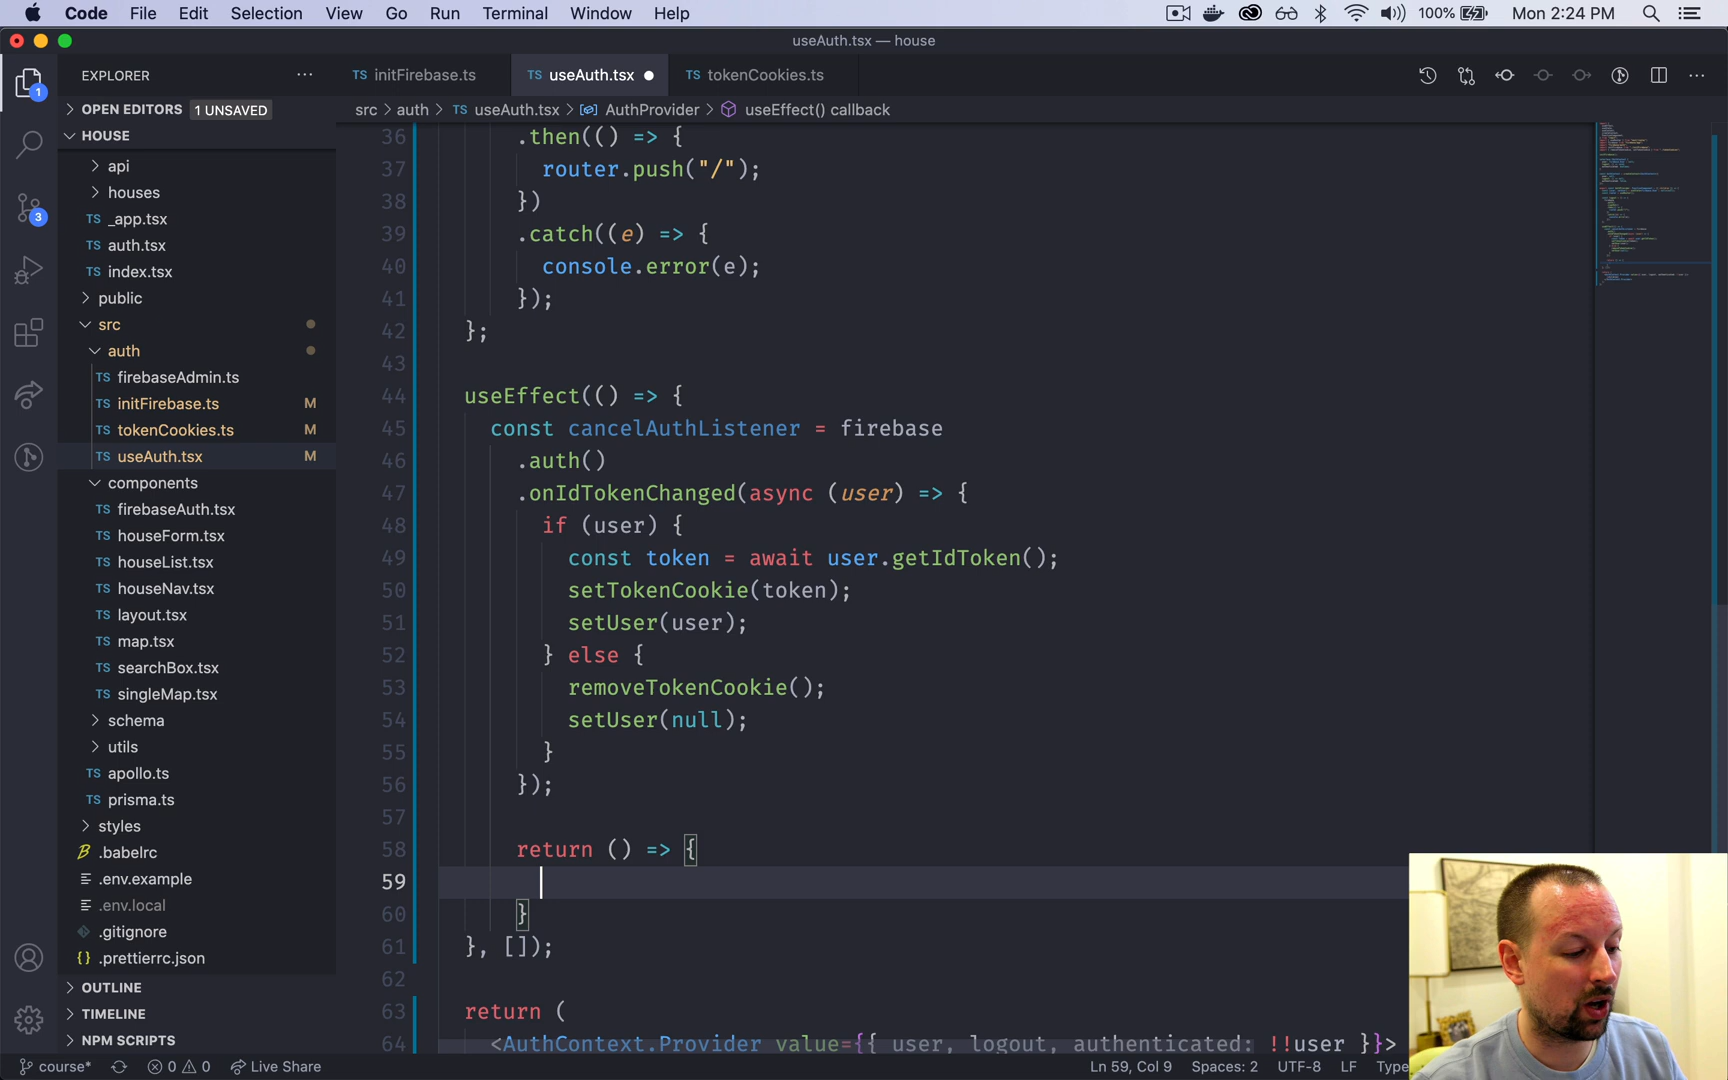 Code File Edit Selection View Go Run Terminal Window Help 100% Mon 2:24 PM
useAuth.tsx — house
EXPLORER
TS initFirebase.ts TS useAuth.tsx TS tokenCookies.ts
OPEN EDITORS 1 UNSAVED
src > auth > TS useAuth.tsx > AuthProvider > useEffect() callback
HOUSE
api
houses
TS _app.tsx
TS auth.tsx
TS index.tsx
public
src
auth
TS firebaseAdmin.ts
TS initFirebase.ts M
TS tokenCookies.ts M
TS useAuth.tsx M
components
TS firebaseAuth.tsx
TS houseForm.tsx
TS houseList.tsx
TS houseNav.tsx
TS layout.tsx
TS map.tsx
TS searchBox.tsx
TS singleMap.tsx
schema
utils
TS apollo.ts
TS prisma.ts
styles
.babelrc
.env.example
.env.local
.gitignore
{} .prettierrc.json
OUTLINE
TIMELINE
NPM SCRIPTS
1
3
36 .then(() => {
37 router.push("/");
38 })
39 .catch((e) => {
40 console.error(e);
41 });
42 };
43
44 useEffect(() => {
45 const cancelAuthListener = firebase
46 .auth()
47 .onIdTokenChanged(async (user) => {
48 if (user) {
49 const token = await user.getIdToken();
50 setTokenCookie(token);
51 setUser(user);
52 } else {
53 removeTokenCookie();
54 setUser(null);
55 }
56 });
57
58 return () => {
59
60 }
61 }, []);
62
63 return (
64 <AuthContext.Provider value={{ user, logout, authenticated: !!user }}>
course* 0 0 Live Share Ln 59, Col 9 Spaces: 2 UTF-8 LF Type